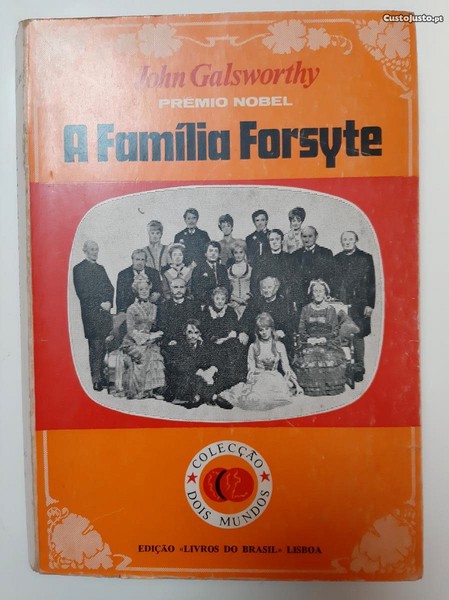 CustoJusto.pt
John Galsworthy
PRÉMIO NOBEL
A Família Forsyte
COLECÇÃO
DOIS MUNDOS
EDIÇÃO «LIVROS DO BRASIL» LISBOA